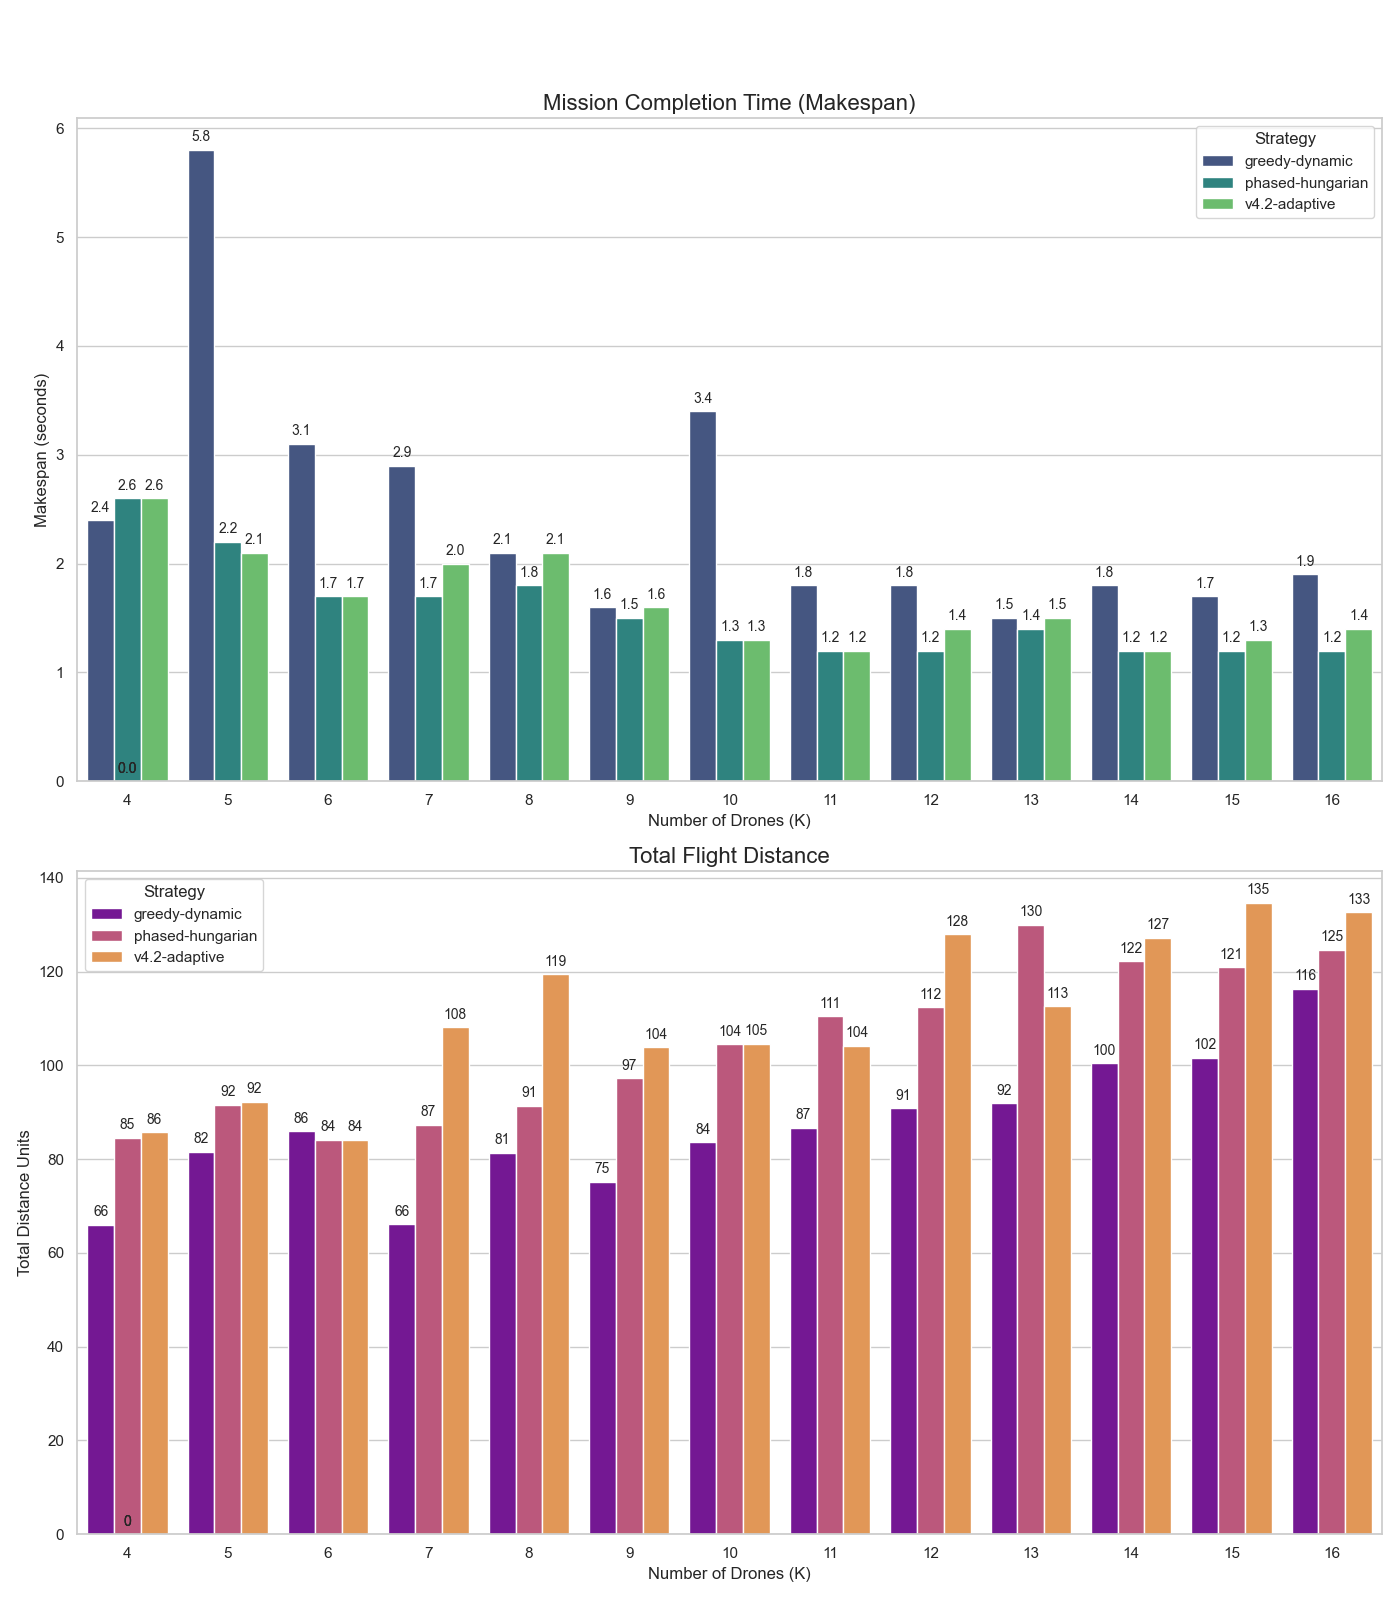 Mission Completion Time (Makespan)
Makespan (seconds)
6
5
4
3
2
1
0
Strategy
greedy-dynamic
phased-hungarian
v4.2-adaptive
2.4 2.6 2.6
5.8 2.2 2.1
3.1 1.7 1.7
2.9 1.7 2.0
2.1 1.8 2.1
1.6 1.5 1.6
3.4 1.3 1.3
1.8 1.2 1.2
1.8 1.2 1.4
1.5 1.4 1.5
1.8 1.2 1.2
1.7 1.2 1.3
1.9 1.2 1.4
0.0
4 5 6 7 8 9 10 11 12 13 14 15 16
Number of Drones (K)
Total Flight Distance
Total Distance Units
140
120
100
80
60
40
20
0
Strategy
greedy-dynamic
phased-hungarian
v4.2-adaptive
66 85 86
82 92 92
86 84 84
66 87 108
81 91 119
75 97 104
84 104 105
87 111 104
91 112 128
92 130 113
100 122 127
102 121 135
116 125 133
0
4 5 6 7 8 9 10 11 12 13 14 15 16
Number of Drones (K)